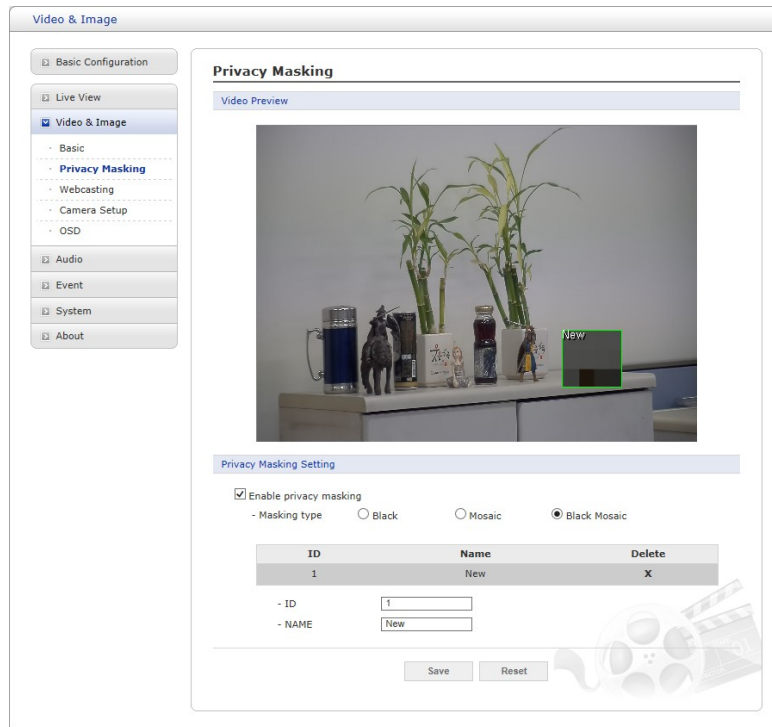 Video & Image
Basic Configuration
Live View
Video & Image
Basic
Privacy Masking
Webcasting
Camera Setup
OSD
Audio
Event
System
About
Privacy Masking
Video Preview
New
Privacy Masking Setting
Enable privacy masking
- Masking type Black Mosaic Black Mosaic
ID Name Delete
1 New X
- ID 1
- NAME New
Save Reset